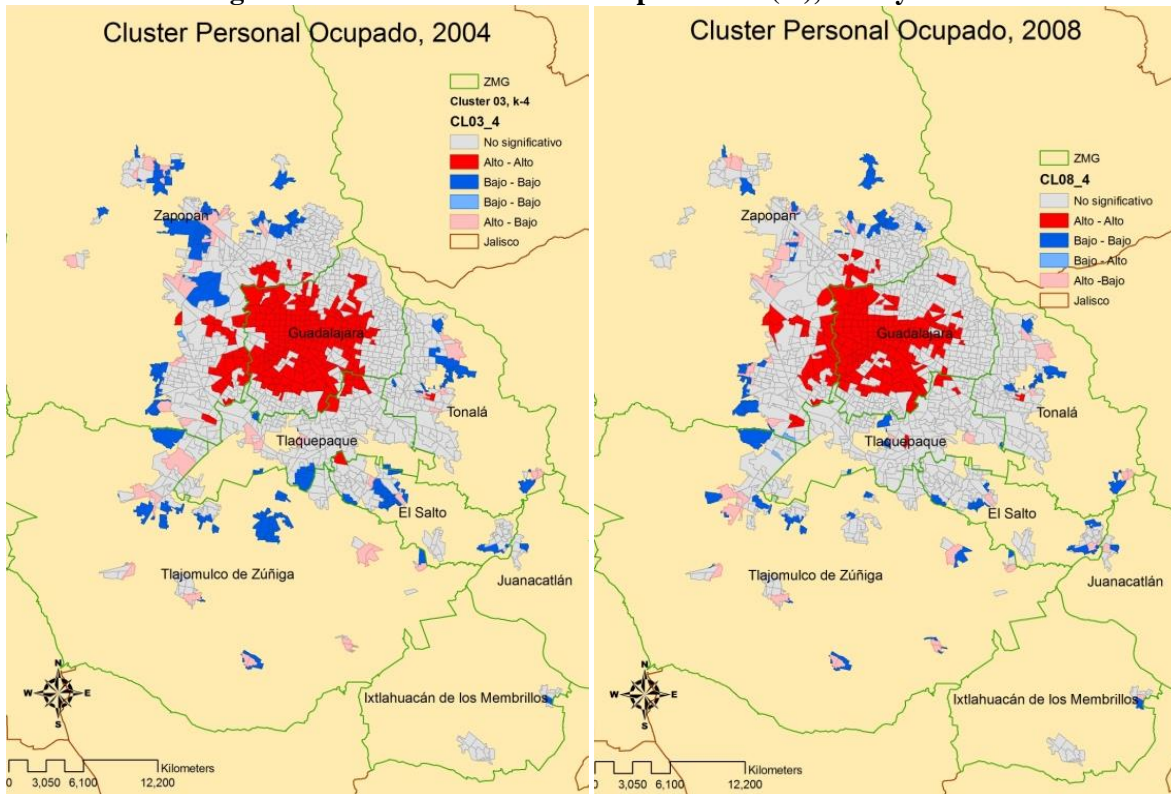 Cluster Personal Ocupado, 2004
ZMG
Cluster 03, k-4
CL03_4
No significativo
Alto - Alto
Bajo - Bajo
Bajo - Bajo
Alto - Bajo
Jalisco
Zapopan
Guadalajara
Tonalá
Tlaquepaque
El Salto
Tlajomulco de Zúñiga
Juanacatlán
Ixtlahuacán de los Membrillos
N
W E
S
Kilometers
0 3,050 6,100 12,200
Cluster Personal Ocupado, 2008
ZMG
CL08_4
No significativo
Alto - Alto
Bajo - Bajo
Bajo - Alto
Alto -Bajo
Jalisco
Zapopan
Guadalajara
Tonalá
Tlaquepaque
El Salto
Tlajomulco de Zúñiga
Juanacatlán
Ixtlahuacán de los Membrillos
N
W E
S
Kilometers
0 3,050 6,100 12,200